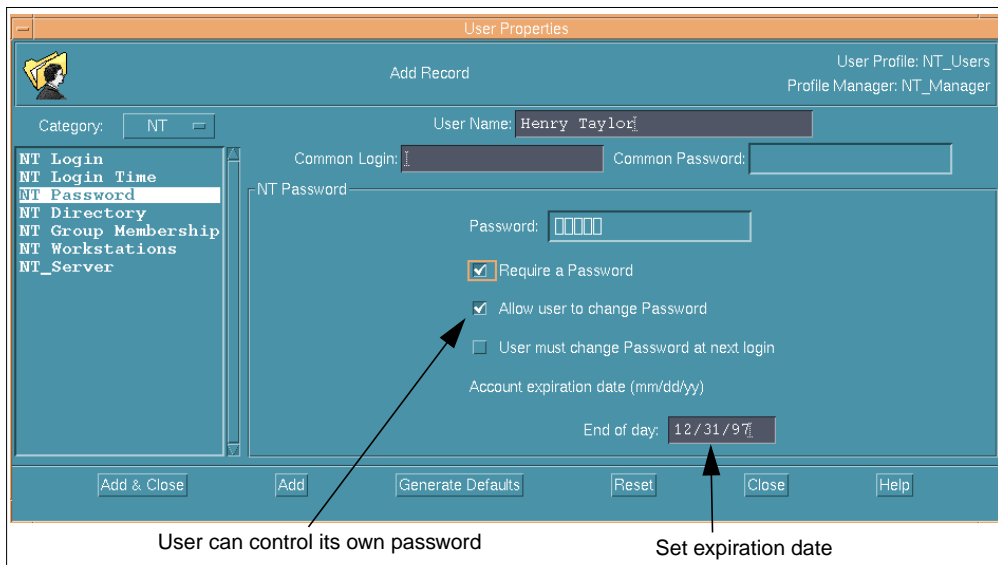 User Properties
Add Record
User Profile: NT_Users
Profile Manager: NT_Manager
Category: NT
User Name: Henry Taylor
Common Login:
Common Password:
NT Login
NT Login Time
NT Password
NT Directory
NT Group Membership
NT Workstations
NT_Server
NT Password
Password:
Require a Password
Allow user to change Password
User must change Password at next login
Account expiration date (mm/dd/yy)
End of day: 12/31/97
Add & Close
Add
Generate Defaults
Reset
Close
Help
User can control its own password
Set expiration date